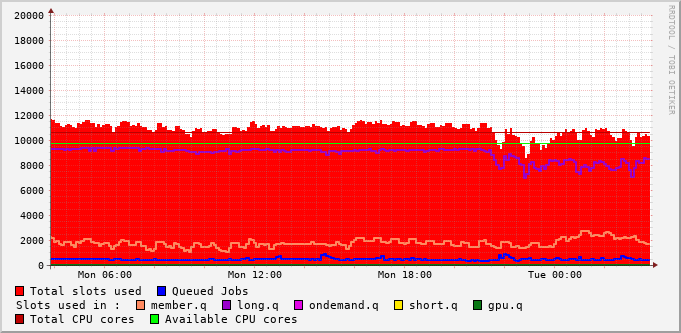 RRDTOOL / TOBI OETIKER
20000
18000
16000
14000
12000
10000
8000
6000
4000
2000
0
Mon 06:00 Mon 12:00 Mon 18:00 Tue 00:00
Total slots used Queued Jobs
Slots used in : member.q long.q ondemand.q short.q gpu.q
Total CPU cores Available CPU cores